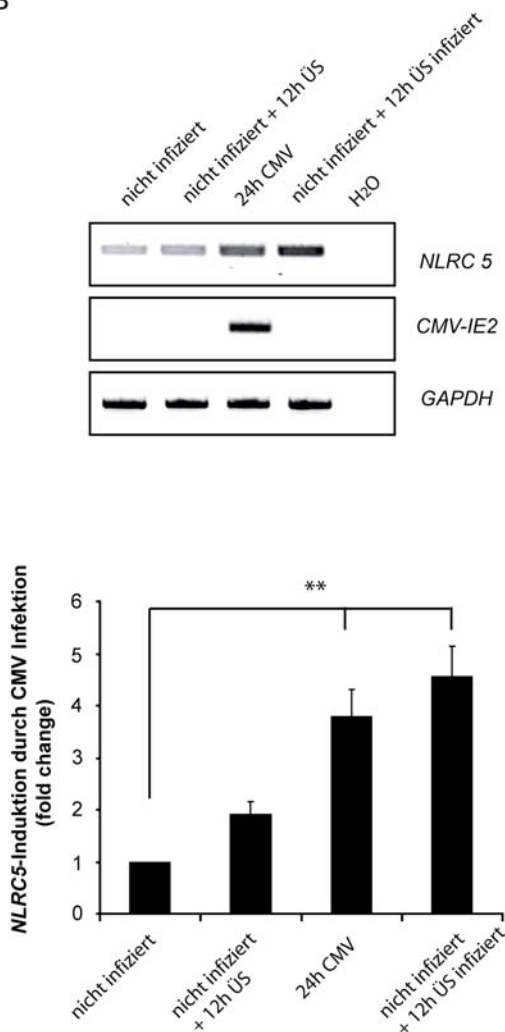 B
nicht infiziert
nicht infiziert + 12h ÜS
24h CMV
nicht infiziert + 12h ÜS infiziert
H2O
NLRC 5
CMV-IE2
GAPDH
NLRC5-Induktion durch CMV Infektion
(fold change)
6
5
4
3
2
1
0
**
nicht infiziert
nicht infiziert
+ 12h ÜS
24h CMV
nicht infiziert
+ 12h ÜS infiziert